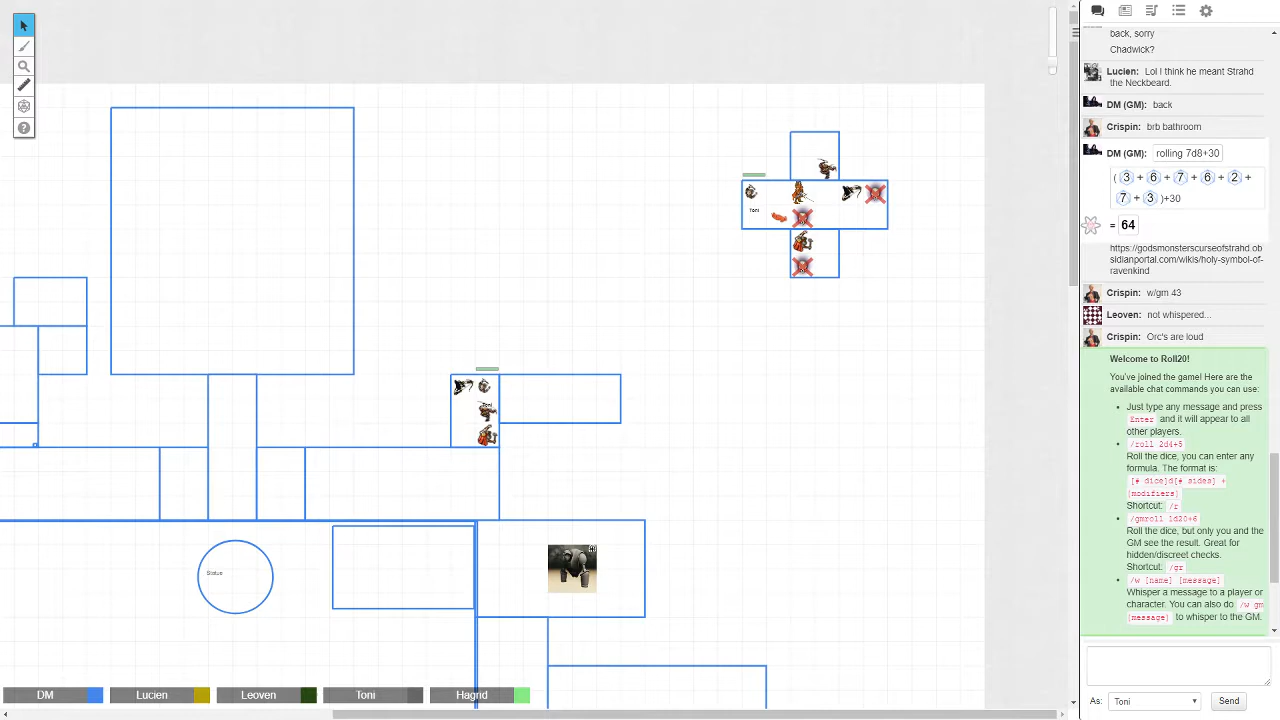 back, sorry
Chadwick?
Lucien: Lol I think he meant Strahd
the Neckbeard.
DM (GM): back
Crispin: brb bathroom
DM (GM): rolling 7d8+30
( 3 + 6 + 7 + 6 + 2 +
7 + 3 )+30
= 64
https://godsmonsterscurseofstrahd.ob
sidianportal.com/wikis/holy-symbol-of-
ravenkind
Crispin: w/gm 43
Leoven: not whispered...
Crispin: Orc's are loud
Welcome to Roll20!
You've joined the game! Here are the
available chat commands you can use:
• Just type any message and press
Enter and it will appear to all
other players.
• /roll 2d4+5
Roll the dice, you can enter any
formula. The format is:
[# dice]d[# sides] +
[modifiers]
Shortcut: /r
• /gmroll 1d20+6
Roll the dice, but only you and the
GM see the result. Great for
hidden/discreet checks.
Shortcut: /gr
• /w [name] [message]
Whisper a message to a player or
character. You can also do /w gm
[message] to whisper to the GM.
As: Toni
Send
Toni
Statue
DM
Lucien
Leoven
Toni
Hagrid